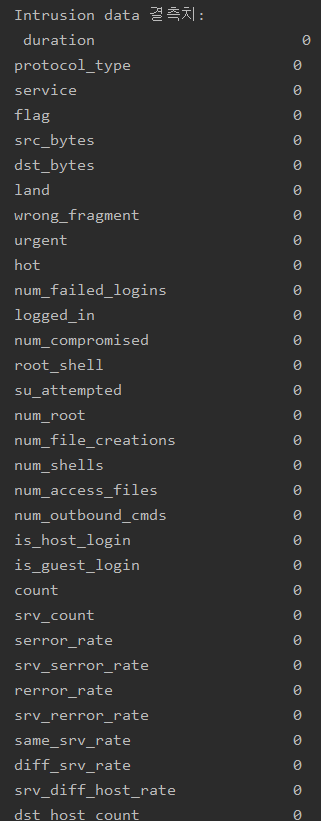 Intrusion data 결측치:
duration 0
protocol_type 0
service 0
flag 0
src_bytes 0
dst_bytes 0
land 0
wrong_fragment 0
urgent 0
hot 0
num_failed_logins 0
logged_in 0
num_compromised 0
root_shell 0
su_attempted 0
num_root 0
num_file_creations 0
num_shells 0
num_access_files 0
num_outbound_cmds 0
is_host_login 0
is_guest_login 0
count 0
srv_count 0
serror_rate 0
srv_serror_rate 0
rerror_rate 0
srv_rerror_rate 0
same_srv_rate 0
diff_srv_rate 0
srv_diff_host_rate 0
dst_host_count 0